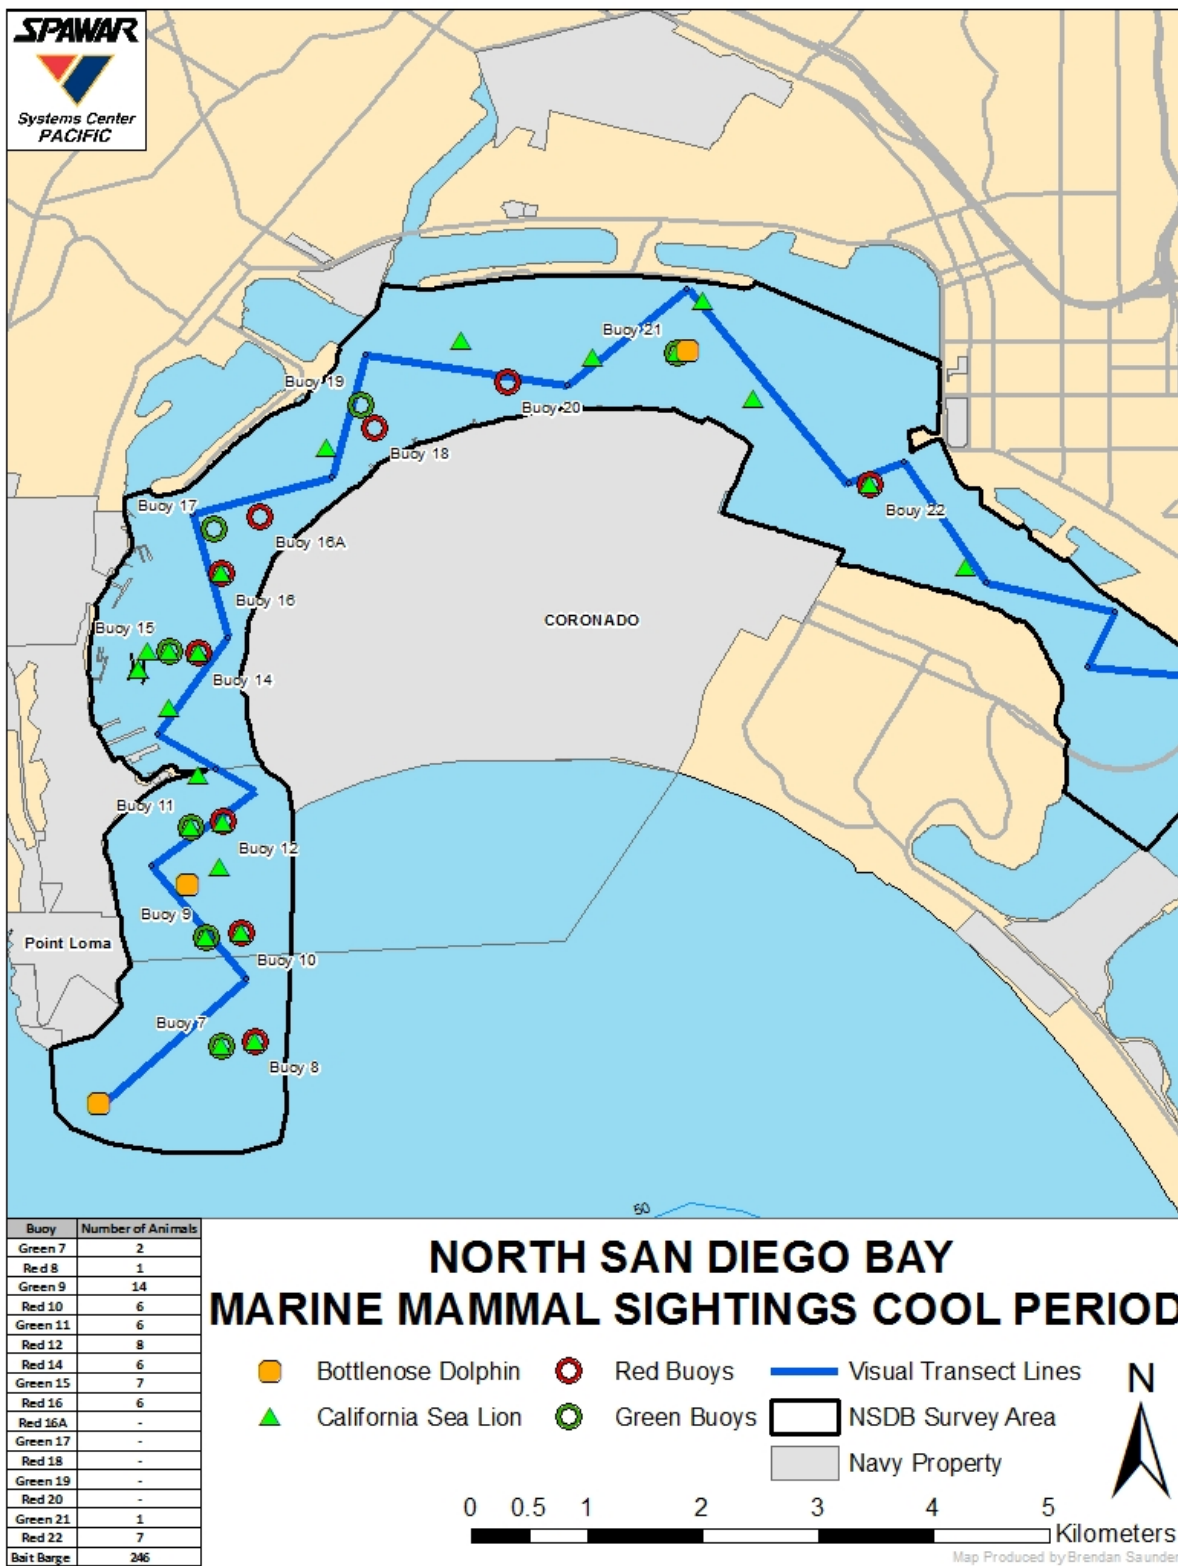 SPAWAR
Systems Center
PACIFIC
Buoy 21
Buoy 19
Buoy 20
Buoy 18
Buoy 17
Bouy 22
Buoy 16A
Buoy 16
CORONADO
Buoy 15
Buoy 14
Buoy 11
Buoy 12
Buoy 9
Point Loma
Buoy 10
Buoy 7
Buoy 8
50
Buoy Number of Animals
Green 7 2
Red 8 1
Green 9 14
Red 10 6
Green 11 6
Red 12 8
Red 14 6
Green 15 7
Red 16 6
Red 16A -
Green 17 -
Red 18 -
Green 19 -
Red 20 -
Green 21 1
Red 22 7
Bait Barge 246
NORTH SAN DIEGO BAY
MARINE MAMMAL SIGHTINGS COOL PERIOD
Bottlenose Dolphin Red Buoys Visual Transect Lines N
California Sea Lion Green Buoys NSDB Survey Area
Navy Property
0 0.5 1 2 3 4 5
Kilometers
Map Produced by Brendan Saunder